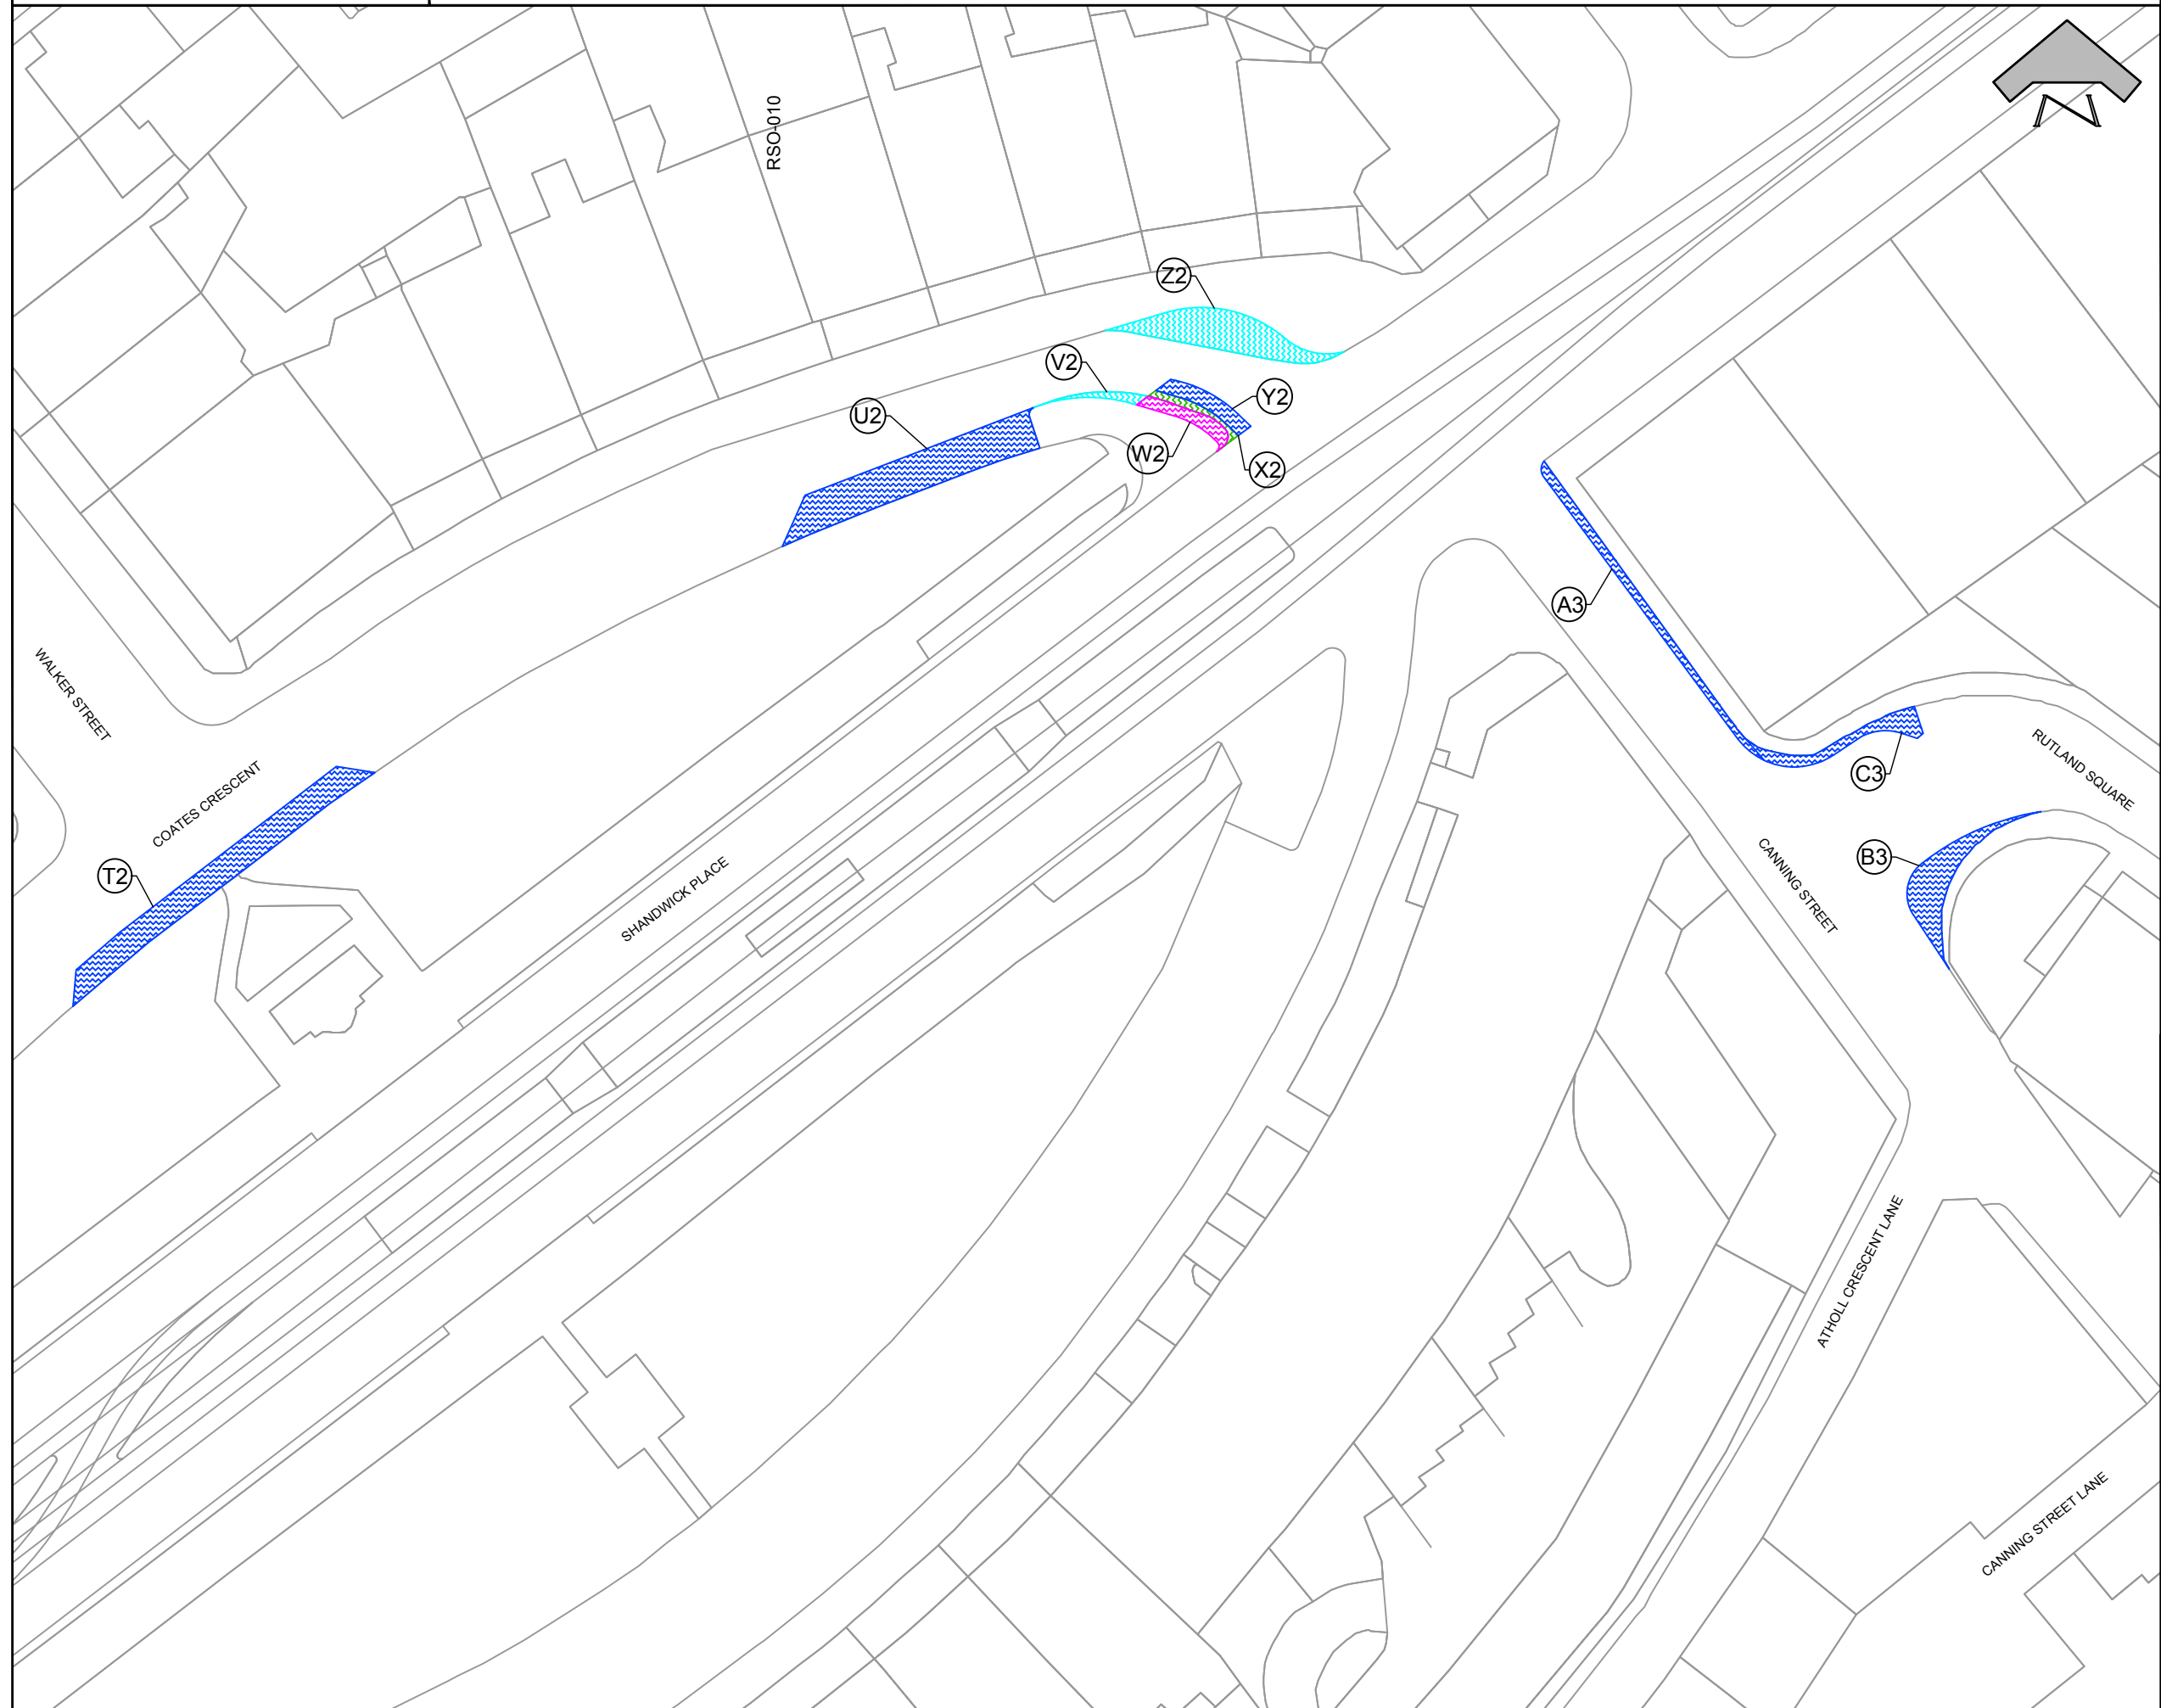 RSO-010
Z2
V2
Y2
U2
W2
X2
A3
WALKER STREET
RUTLAND SQUARE
C3
COATES CRESCENT
B3
T2
CANNING STREET
SHANDWICK PLACE
ATHOLL CRESCENT LANE
CANNING STREET LANE
N